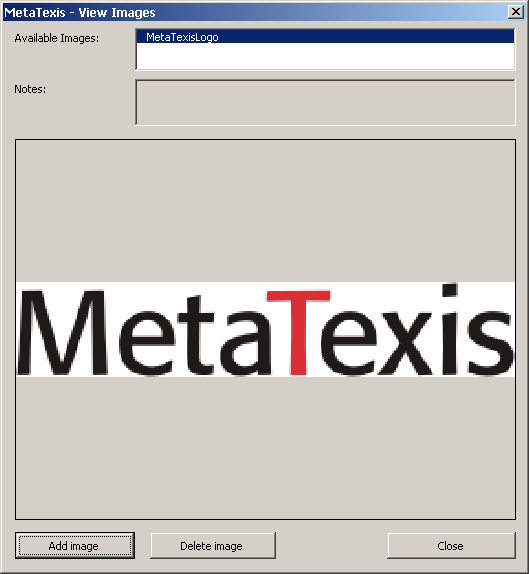 MetaTexis - View Images
Available Images:
MetaTexisLogo
Notes:
MetaTexis
Add image
Delete image
Close